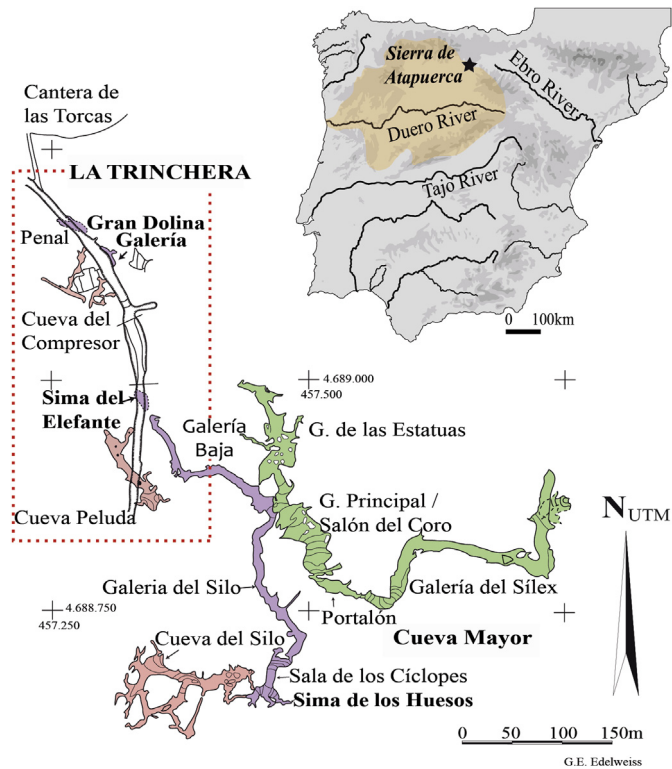 Sierra de
Atapuerca
Ebro River
Duero River
Tajo River
0 100km
Cantera de
las Torcas
LA TRINCHERA
Gran Dolina
Penal
Galería
Cueva del
Compresor
4.689.000
457.500
Sima del
Elefante
Galería
Baja
G. de las Estatuas
G. Principal /
Salón del Coro
Cueva Peluda
N UTM
Galeria del Silo
Galería del Sílex
4.688.750
457.250
Portalón
Cueva Mayor
Cueva del Silo
Sala de los Cíclopes
Sima de los Huesos
0 50 100 150m
G.E. Edelweiss